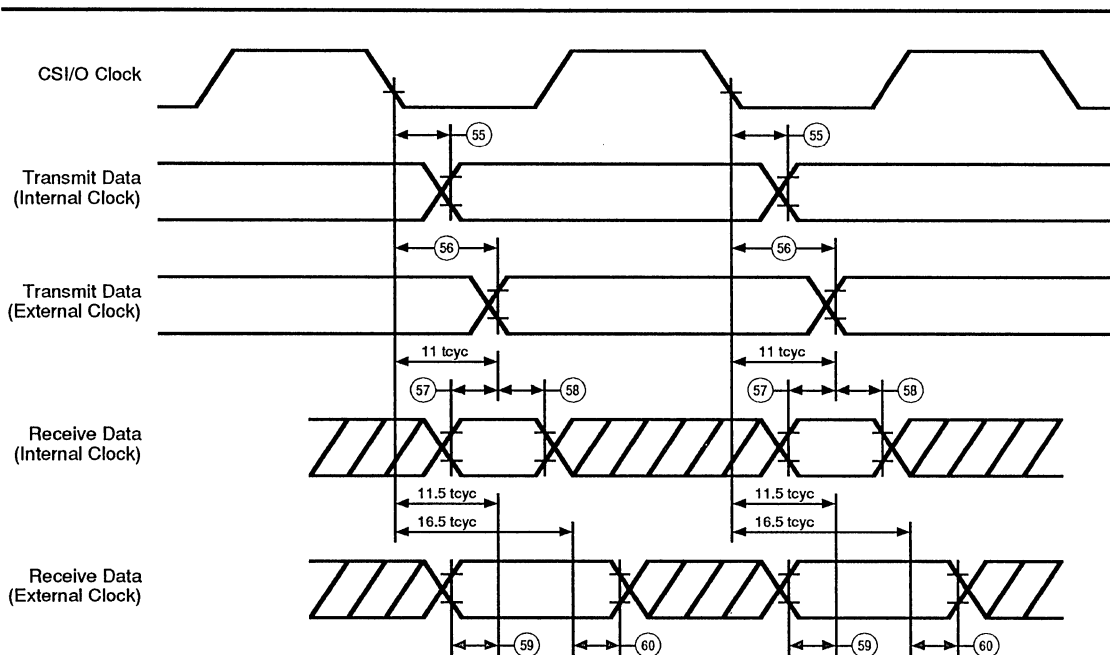 CSI/O Clock
55
55
Transmit Data
(Internal Clock)
56
56
Transmit Data
(External Clock)
11 tcyc
11 tcyc
57
58
57
58
Receive Data
(Internal Clock)
11.5 tcyc
11.5 tcyc
16.5 tcyc
16.5 tcyc
Receive Data
(External Clock)
59
60
59
60